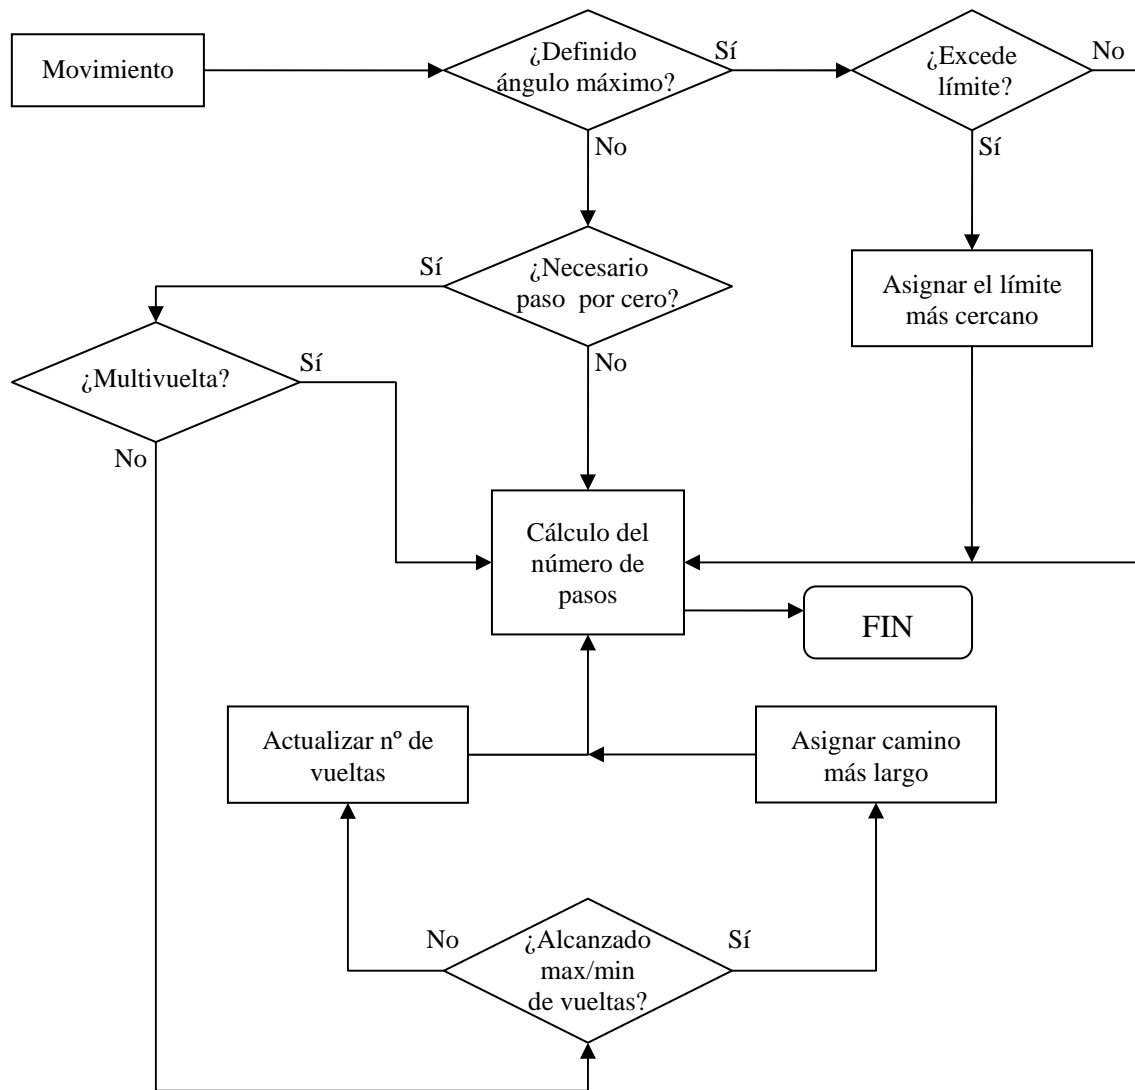 Movimiento
¿Definido
ángulo máximo?
Sí
¿Excede
límite?
No
No
Sí
Sí
¿Necesario
paso por cero?
Asignar el límite
más cercano
¿Multivuelta?
Sí
No
No
Cálculo del
número de
pasos
FIN
Actualizar nº de
vueltas
Asignar camino
más largo
No
¿Alcanzado
max/min
de vueltas?
Sí